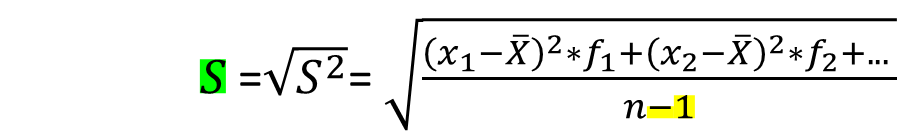 S = √S² = √((x₁−X̄)²*f₁+(x₂−X̄)²*f₂+... / n−1)